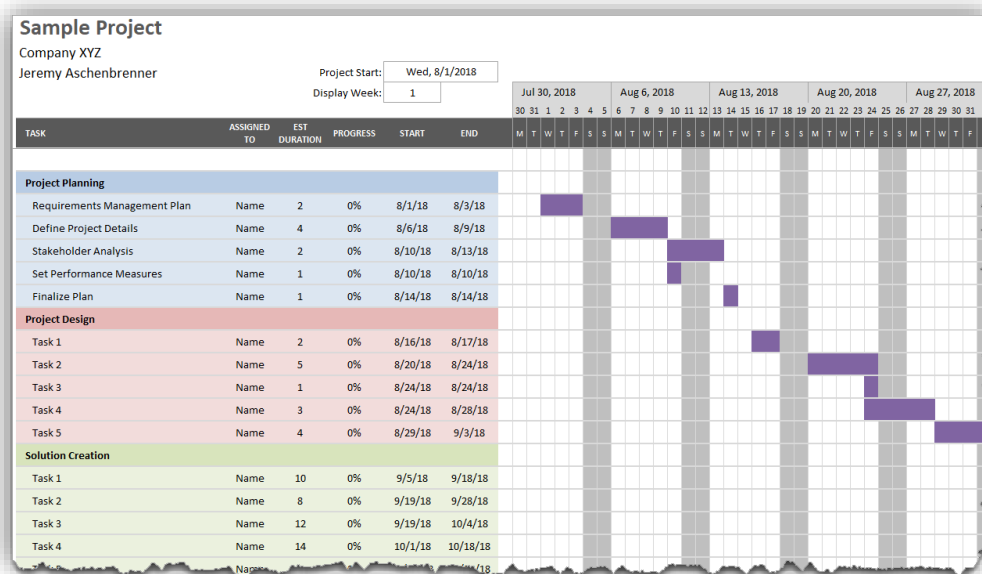 Sample Project
Company XYZ
Jeremy Aschenbrenner
Project Start: Wed, 8/1/2018
Display Week: 1
Jul 30, 2018 Aug 6, 2018 Aug 13, 2018 Aug 20, 2018 Aug 27, 2018
30 31 1 2 3 4 5 6 7 8 9 10 11 12 13 14 15 16 17 18 19 20 21 22 23 24 25 26 27 28 29 30 31
TASK ASSIGNED TO EST DURATION PROGRESS START END M T W T F S S M T W T F S S M T W T F S S M T W T F S S M T W T F
Project Planning
Requirements Management Plan Name 2 0% 8/1/18 8/3/18
Define Project Details Name 4 0% 8/6/18 8/9/18
Stakeholder Analysis Name 2 0% 8/10/18 8/13/18
Set Performance Measures Name 1 0% 8/10/18 8/10/18
Finalize Plan Name 1 0% 8/14/18 8/14/18
Project Design
Task 1 Name 2 0% 8/16/18 8/17/18
Task 2 Name 5 0% 8/20/18 8/24/18
Task 3 Name 1 0% 8/24/18 8/24/18
Task 4 Name 3 0% 8/24/18 8/28/18
Task 5 Name 4 0% 8/29/18 9/3/18
Solution Creation
Task 1 Name 10 0% 9/5/18 9/18/18
Task 2 Name 8 0% 9/19/18 9/28/18
Task 3 Name 12 0% 9/19/18 10/4/18
Task 4 Name 14 0% 10/1/18 10/18/18